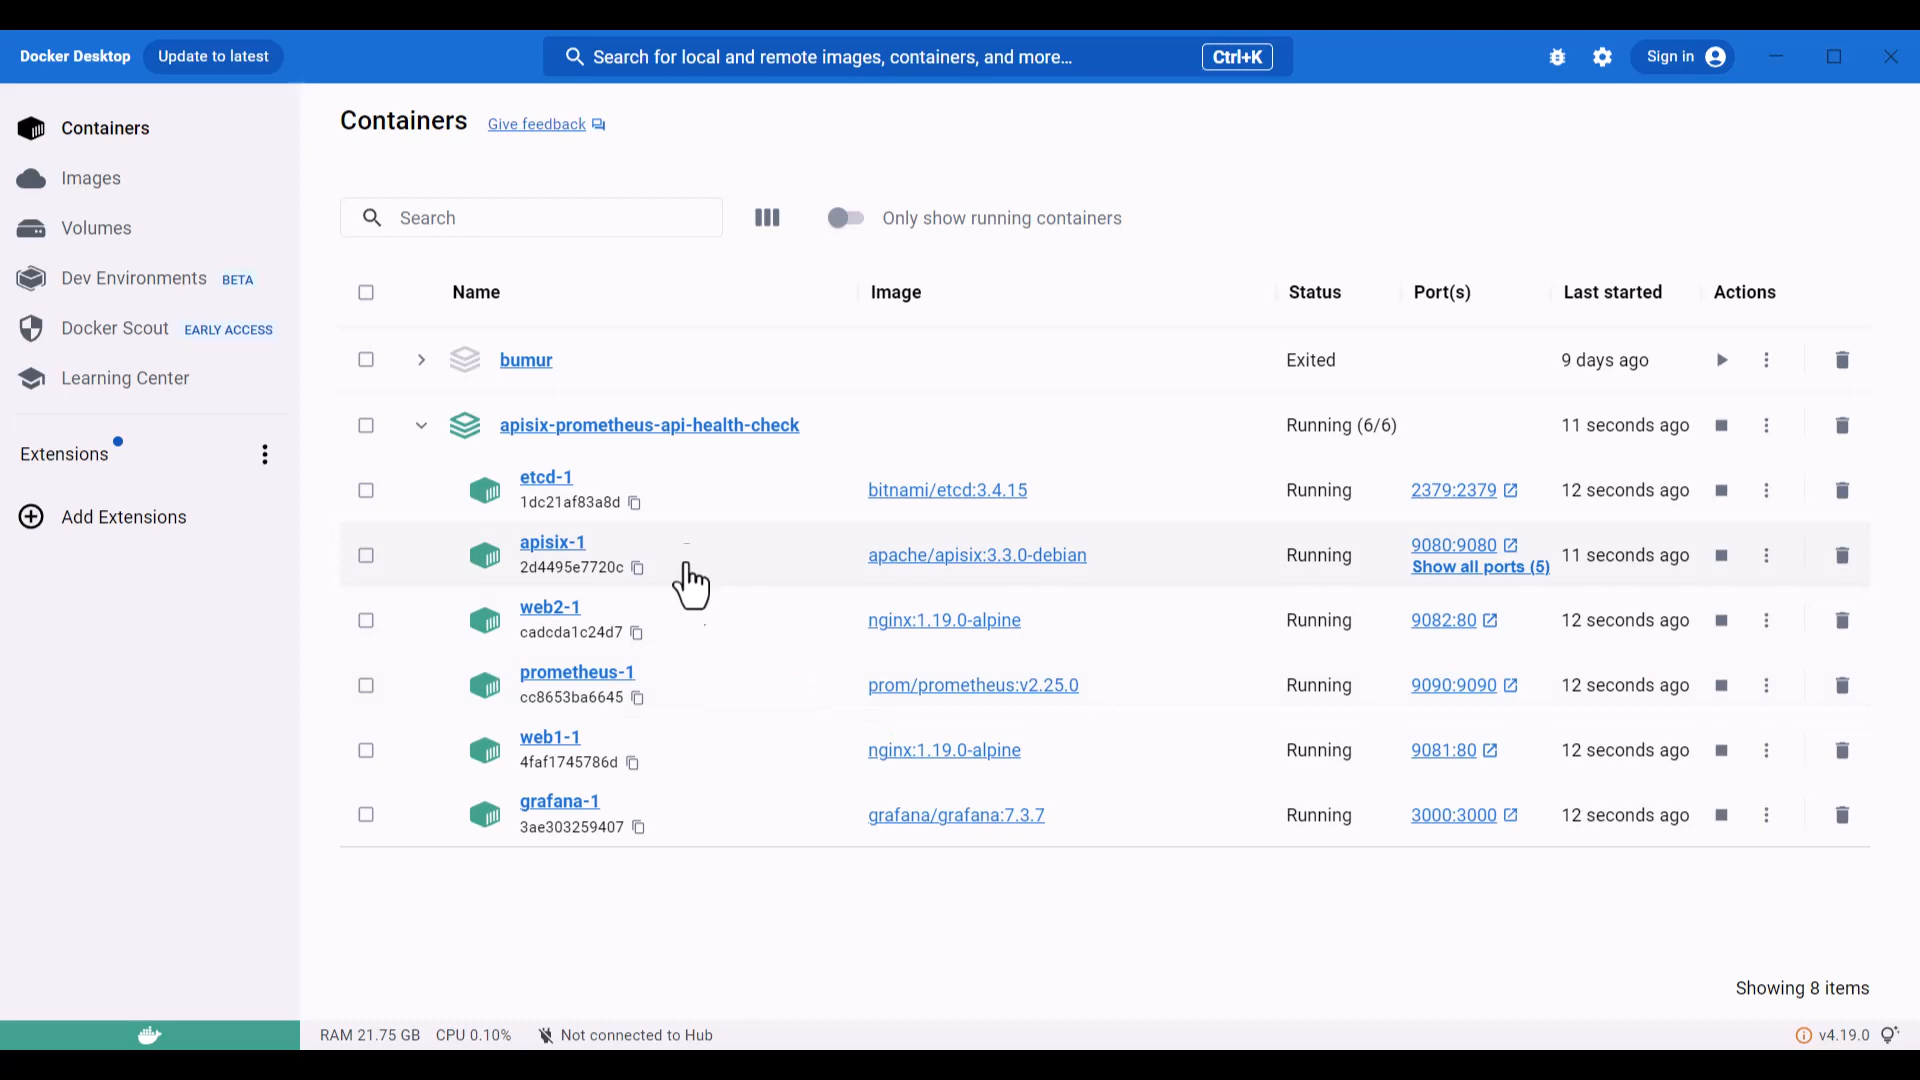 Docker Desktop Update to latest Search for local and remote images, containers, and more... Ctrl+K Sign in
Containers
Images
Volumes
Dev Environments BETA
Docker Scout EARLY ACCESS
Learning Center
Extensions
Add Extensions
Containers Give feedback
Search Only show running containers
Name Image Status Port(s) Last started Actions
bumur Exited 9 days ago
apisix-prometheus-api-health-check Running (6/6) 11 seconds ago
etcd-1
1dc21af83a8d
bitnami/etcd:3.4.15 Running 2379:2379 12 seconds ago
apisix-1
2d4495e7720c
apache/apisix:3.3.0-debian Running 9080:9080 11 seconds ago
Show all ports (5)
web2-1
cadcda1c24d7
nginx:1.19.0-alpine Running 9082:80 12 seconds ago
prometheus-1
cc8653ba6645
prom/prometheus:v2.25.0 Running 9090:9090 12 seconds ago
web1-1
4faf1745786d
nginx:1.19.0-alpine Running 9081:80 12 seconds ago
grafana-1
3ae303259407
grafana/grafana:7.3.7 Running 3000:3000 12 seconds ago
Showing 8 items
RAM 21.75 GB CPU 0.10% Not connected to Hub v4.19.0